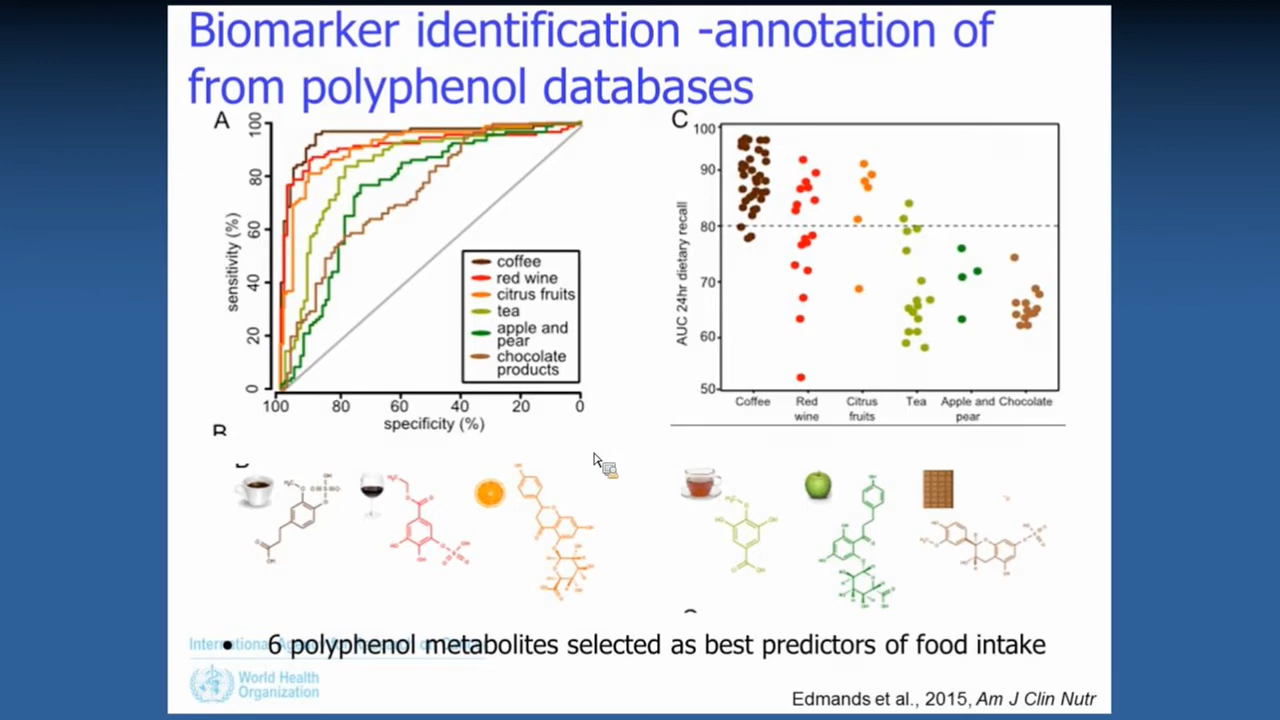 Biomarker identification -annotation of
from polyphenol databases
A
100
80
60
40
20
0
sensitivity (%)
100 80 60 40 20 0
specificity (%)
coffee
red wine
citrus fruits
tea
apple and
pear
chocolate
products
C
100
90
80
70
60
50
AUC 24hr dietary recall
Coffee Red wine Citrus fruits Tea Apple and pear Chocolate
B
• 6 polyphenol metabolites selected as best predictors of food intake
World Health
Organization
Edmands et al., 2015, Am J Clin Nutr